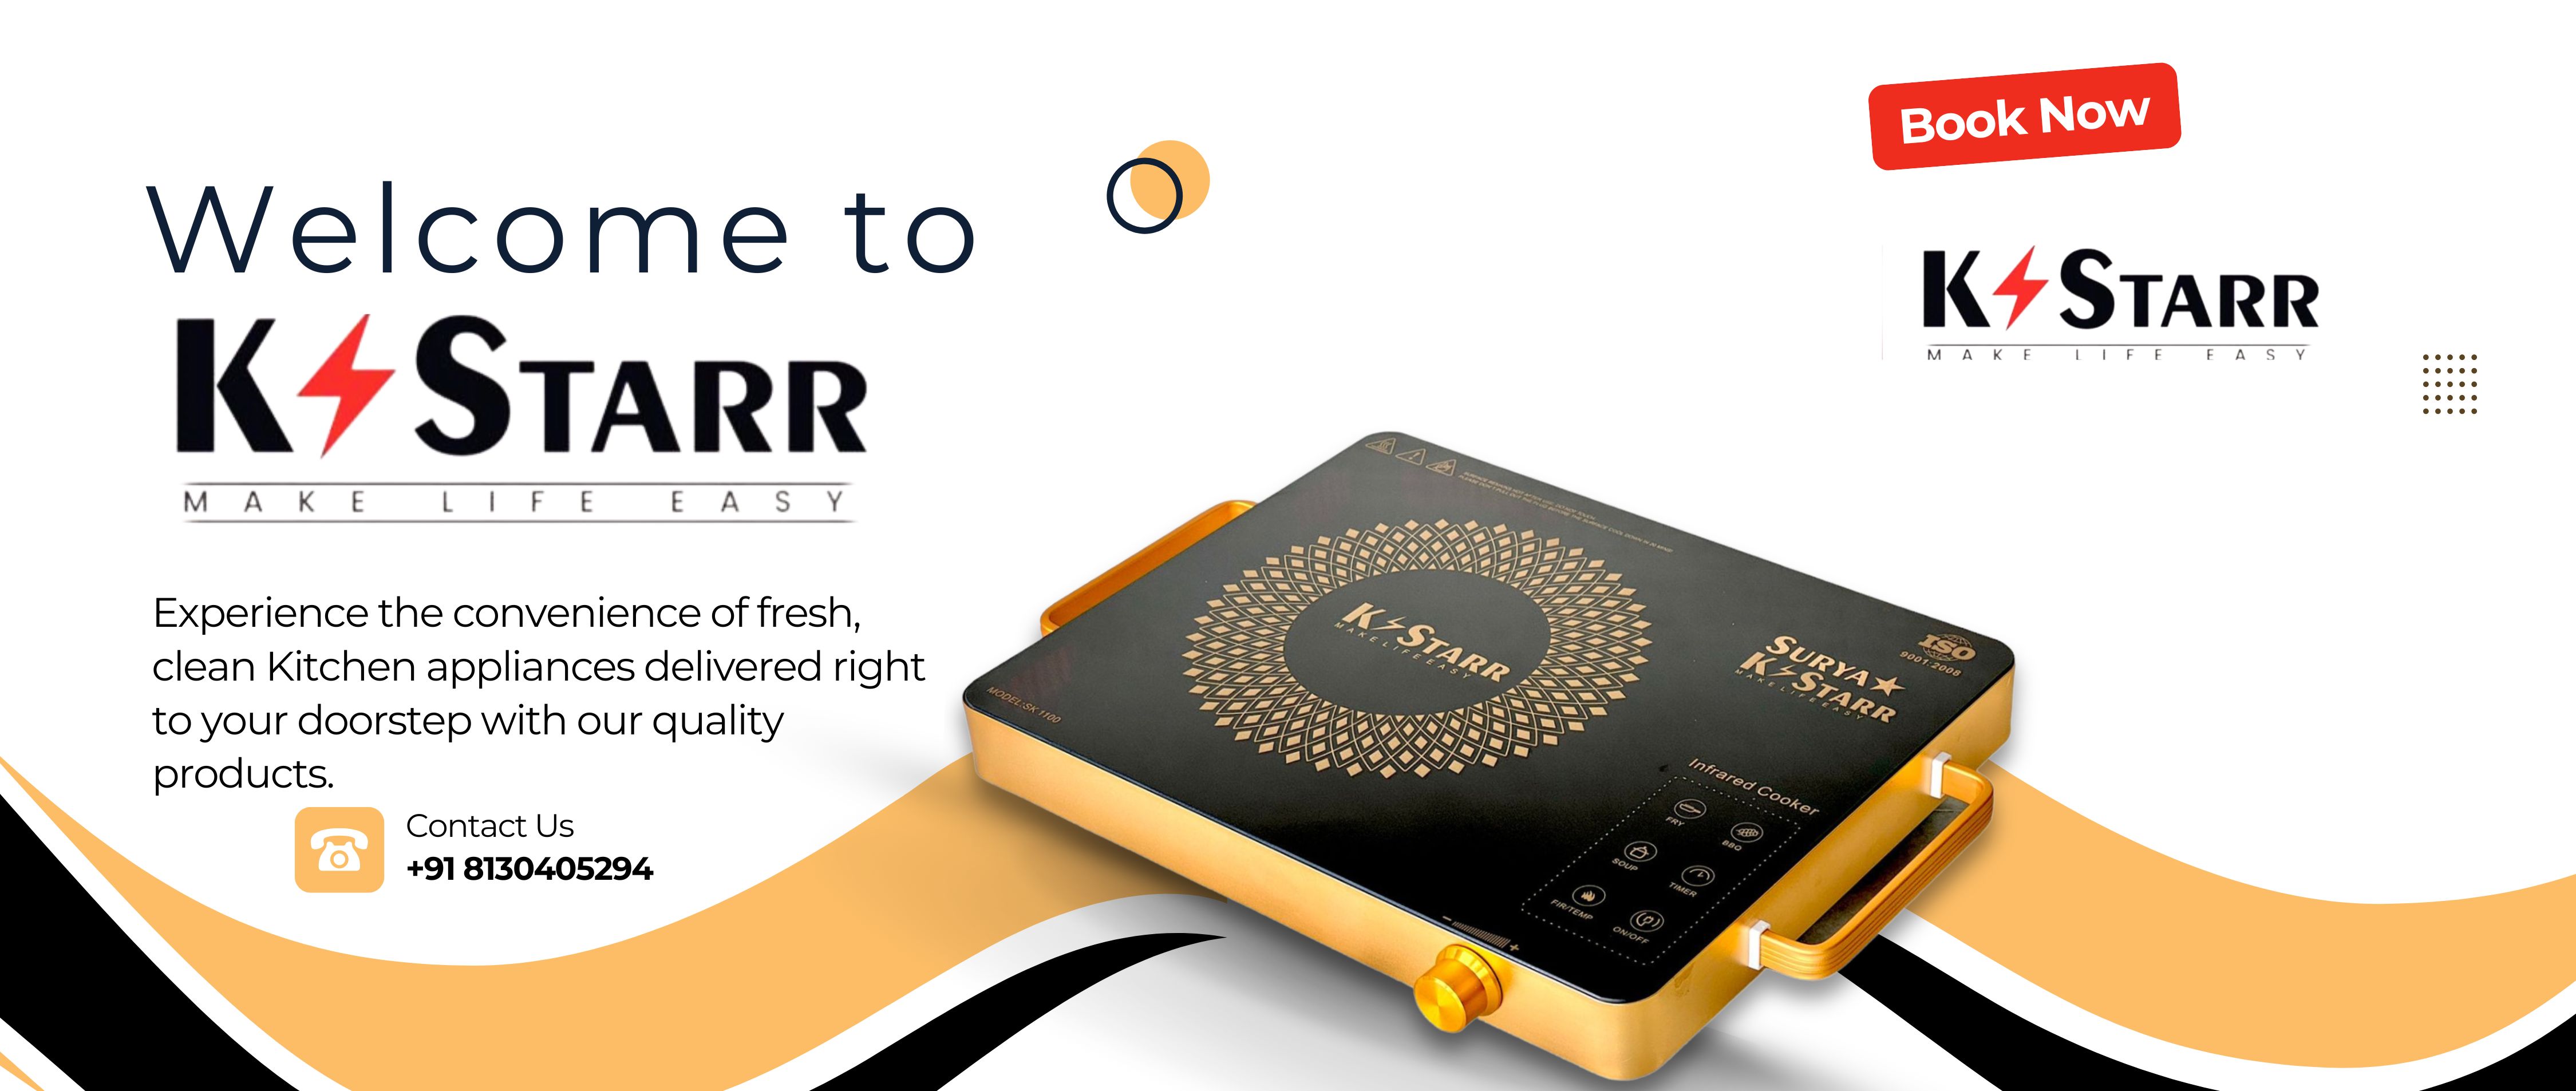 Book Now
Welcome to
K STARR
MAKE LIFE EASY
K STARR
MAKE LIFE EASY
Experience the convenience of fresh,
clean Kitchen appliances delivered right
to your doorstep with our quality
products.
Contact Us
+91 8130405294
K STARR
MAKE LIFE EASY
SURYA
K STARR
MAKE LIFE EASY
ISO
9001:2008
MODEL:SK 1100
Infrared Cooker
FRY
BBQ
SOUP
TIMER
FIR/TEMP
ON/OFF
- +